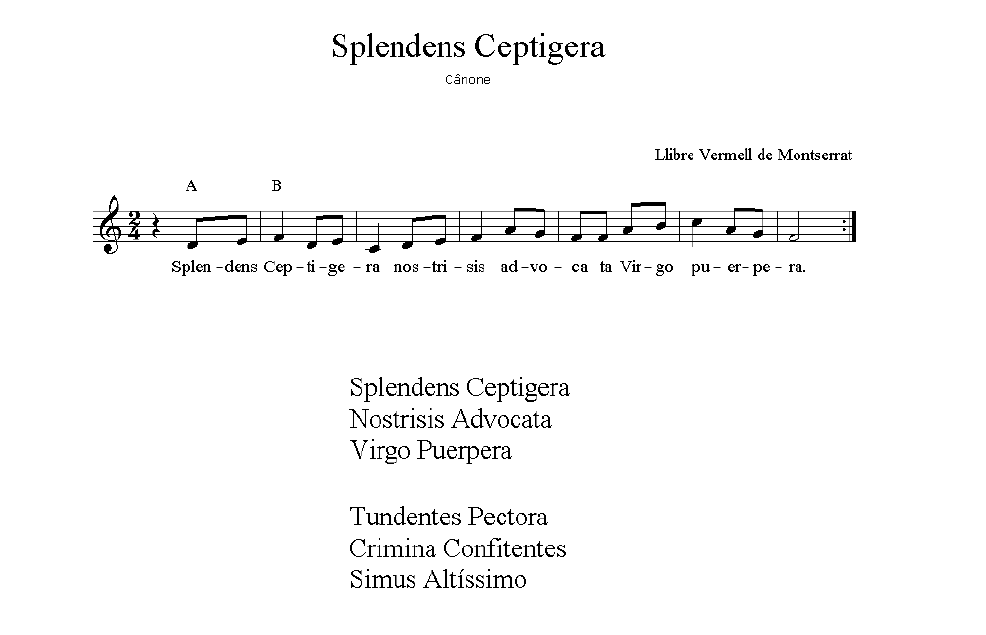 Splendens Ceptigera
Cânone
Llibre Vermell de Montserrat
A B
2
4
Splen-dens Cep-ti-ge-ra nos-tri-sis ad-vo-ca ta Vir-go pu-er-pe-ra.
Splendens Ceptigera
Nostrisis Advocata
Virgo Puerpera
Tundentes Pectora
Crimina Confitentes
Simus Altíssimo